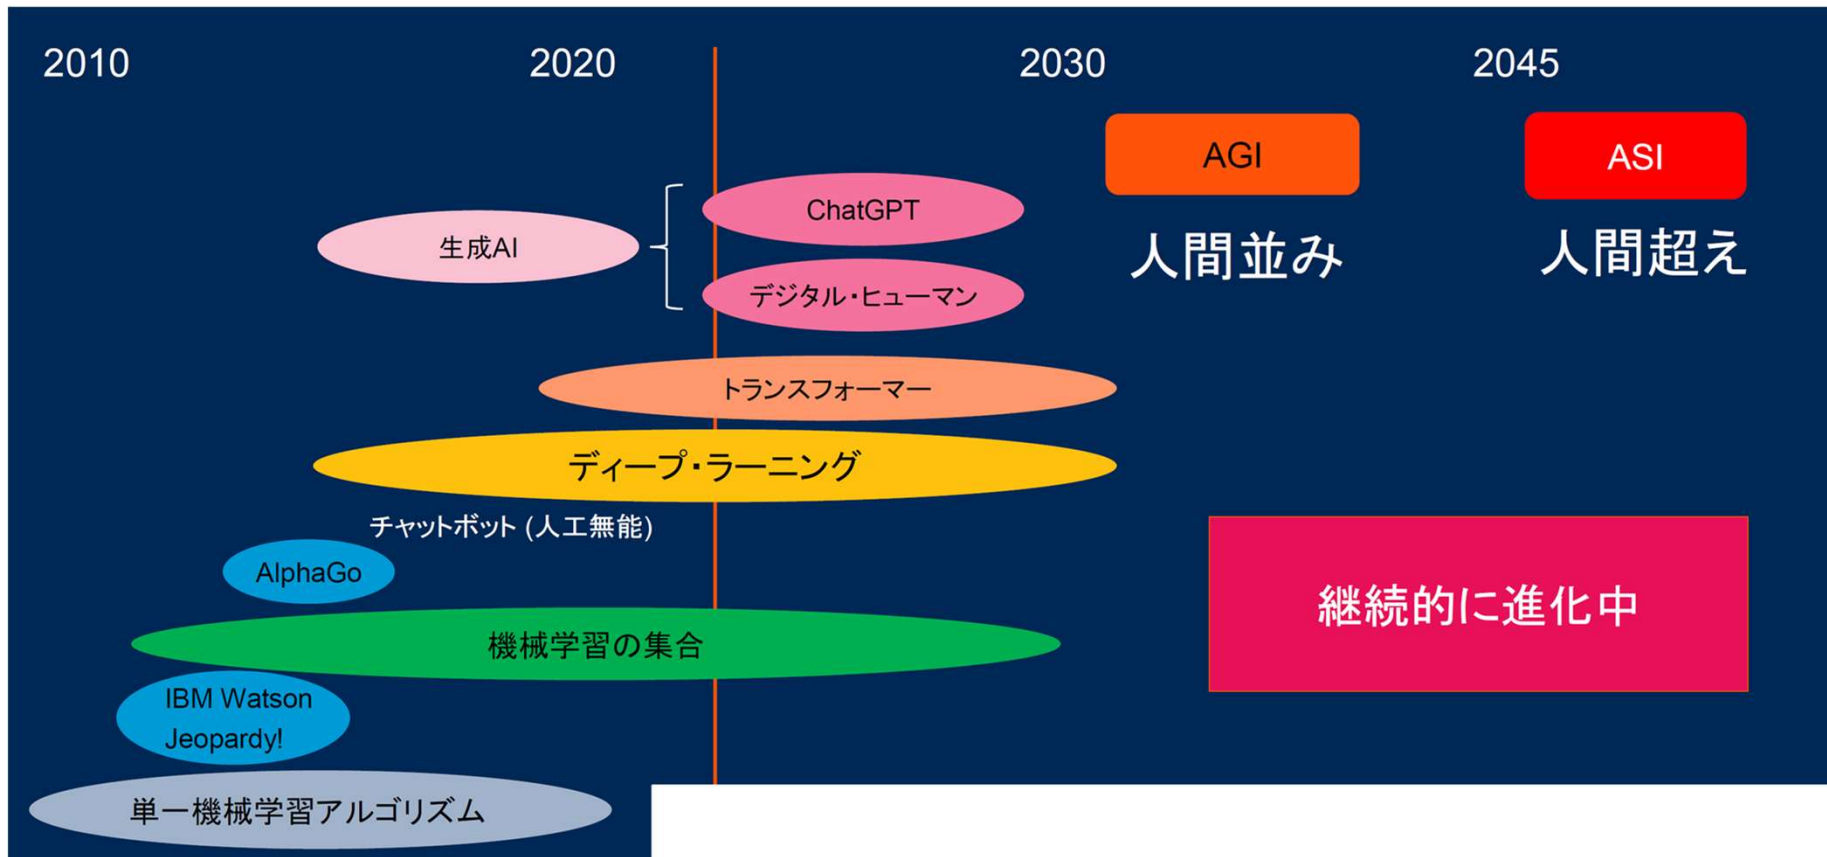 2010
2020
2030
2045
AGI
ASI
ChatGPT
生成AI
人間並み
人間超え
デジタル・ヒューマン
トランスフォーマー
ディープ・ラーニング
チャットボット (人工無能)
AlphaGo
継続的に進化中
機械学習の集合
IBM Watson
Jeopardy!
単一機械学習アルゴリズム